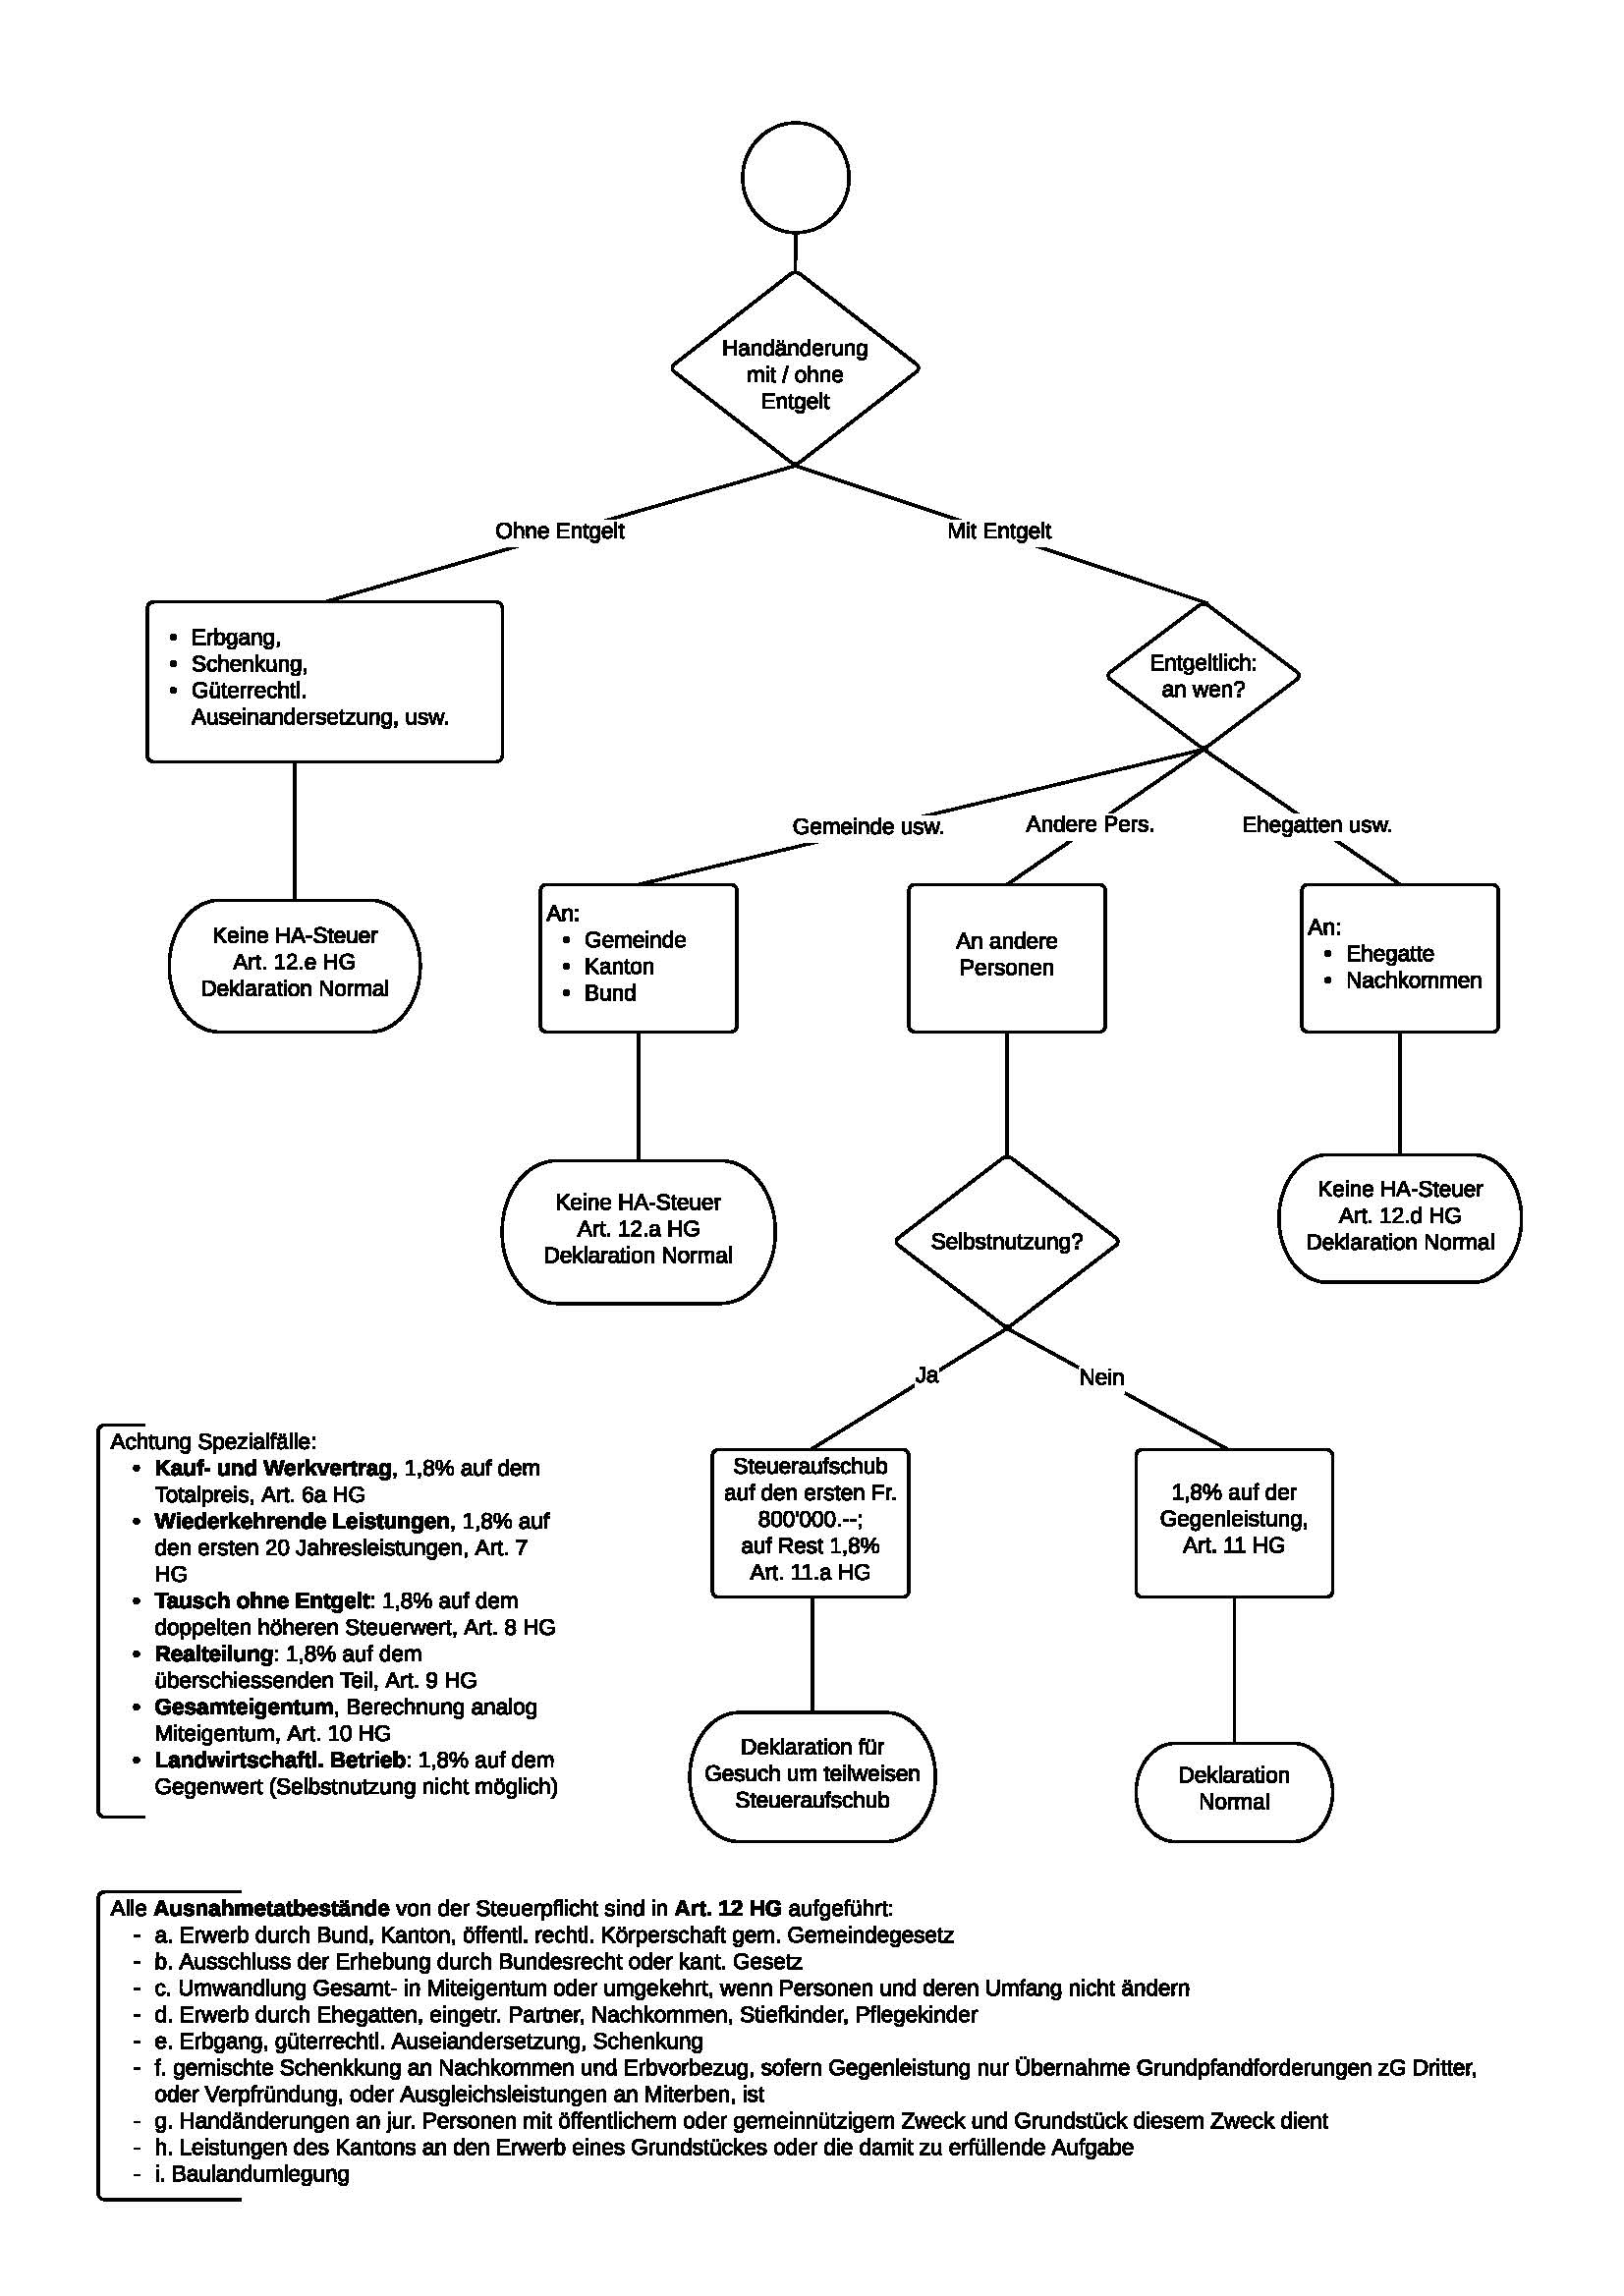 Handänderung
mit / ohne
Entgelt
Ohne Entgelt
Mit Entgelt
• Erbgang,
• Schenkung,
• Güterrechtl.
Auseinandersetzung, usw.
Entgeltlich:
an wen?
Gemeinde usw.
Andere Pers.
Ehegatten usw.
Keine HA-Steuer
Art. 12.e HG
Deklaration Normal
An:
• Gemeinde
• Kanton
• Bund
An andere
Personen
An:
• Ehegatte
• Nachkommen
Keine HA-Steuer
Art. 12.a HG
Deklaration Normal
Selbstnutzung?
Keine HA-Steuer
Art. 12.d HG
Deklaration Normal
Ja
Nein
Steueraufschub
auf den ersten Fr.
800'000.--;
auf Rest 1,8%
Art. 11.a HG
1,8% auf der
Gegenleistung,
Art. 11 HG
Deklaration für
Gesuch um teilweisen
Steueraufschub
Deklaration
Normal
Achtung Spezialfälle:
• Kauf- und Werkvertrag, 1,8% auf dem
Totalpreis, Art. 6a HG
• Wiederkehrende Leistungen, 1,8% auf
den ersten 20 Jahresleistungen, Art. 7
HG
• Tausch ohne Entgelt: 1,8% auf dem
doppelten höheren Steuerwert, Art. 8 HG
• Realteilung: 1,8% auf dem
überschiessenden Teil, Art. 9 HG
• Gesamteigentum, Berechnung analog
Miteigentum, Art. 10 HG
• Landwirtschaftl. Betrieb: 1,8% auf dem
Gegenwert (Selbstnutzung nicht möglich)
Alle Ausnahmetatbestände von der Steuerpflicht sind in Art. 12 HG aufgeführt:
- a. Erwerb durch Bund, Kanton, öffentl. rechtl. Körperschaft gem. Gemeindegesetz
- b. Ausschluss der Erhebung durch Bundesrecht oder kant. Gesetz
- c. Umwandlung Gesamt- in Miteigentum oder umgekehrt, wenn Personen und deren Umfang nicht ändern
- d. Erwerb durch Ehegatten, eingetr. Partner, Nachkommen, Stiefkinder, Pflegekinder
- e. Erbgang, güterrechtl. Auseiandersetzung, Schenkung
- f. gemischte Schenkkung an Nachkommen und Erbvorbezug, sofern Gegenleistung nur Übernahme Grundpfandforderungen zG Dritter,
oder Verpfründung, oder Ausgleichsleistungen an Miterben, ist
- g. Handänderungen an jur. Personen mit öffentlichem oder gemeinnützigem Zweck und Grundstück diesem Zweck dient
- h. Leistungen des Kantons an den Erwerb eines Grundstückes oder die damit zu erfüllende Aufgabe
- i. Baulandumlegung